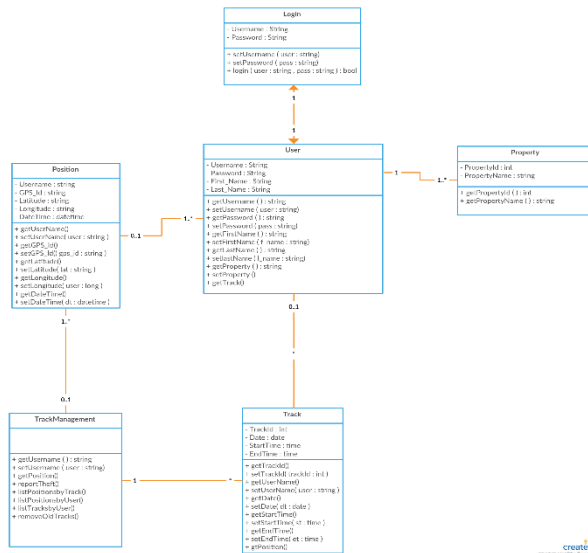 Login
- Username : String
- Password : String
+ setUsername ( user : string)
+ setPassword ( pass : string)
+ login ( user : string , pass : string ) : bool
1
1
User
- Username : String
Password : String
- First_Name : String
- Last_Name : String
+ getUsername ( ) : string
+ setUsername ( user : string)
+ getPassword ( ) : string
+ setPassword ( pass : string)
+ getFirstName ( ) : string
+ setFirstName ( f_name : string)
+ getLastName ( ) : string
+ setlastName ( l_name : string)
+ getProperty ( ) : string
+ setProperty ( )
+ getTrack()
1
1..*
Property
- PropertyId : int
- PropertyName : string
+ getPropertyId ( ) : int
+ getPropertyName ( ) : string
Position
- Username : string
- GPS_Id : string
- Latitude : string
Longitude : string
DateTime : datetime
+ getUserName()
+ setUserName( user : string )
+ getGPS_Id()
+ setGPS_Id( gps_id : string )
+ getLatitude()
+ setLatitude( lat : string )
+ getLongitude()
+ setLongitude( user : long )
+ getDateTime()
+ setDateTime( dt : datetime )
1..*
0..1
0..1
*
1..*
0..1
TrackManagement
+ getUsername ( ) : string
+ setUsername ( user : string)
+ getPosition()
+ reportTheft()
+ listPositionsbyTrack()
+ listPositionsbyUser()
+ listTracksbyUser()
+ removeOldTracks()
1
*
Track
- TrackId : int
- Date : date
- StartTime : time
- EndTime : time
+ getTrackId()
+ setTrackId( trackId : int )
+ getUserName()
+ setUserName( user : string )
+ getDate()
+ setDate( dt : date )
+ getStartTime()
+ setStartTime( st : time )
+ getEndTime()
+ setEndTime( et : time )
+ gtPosition()
create